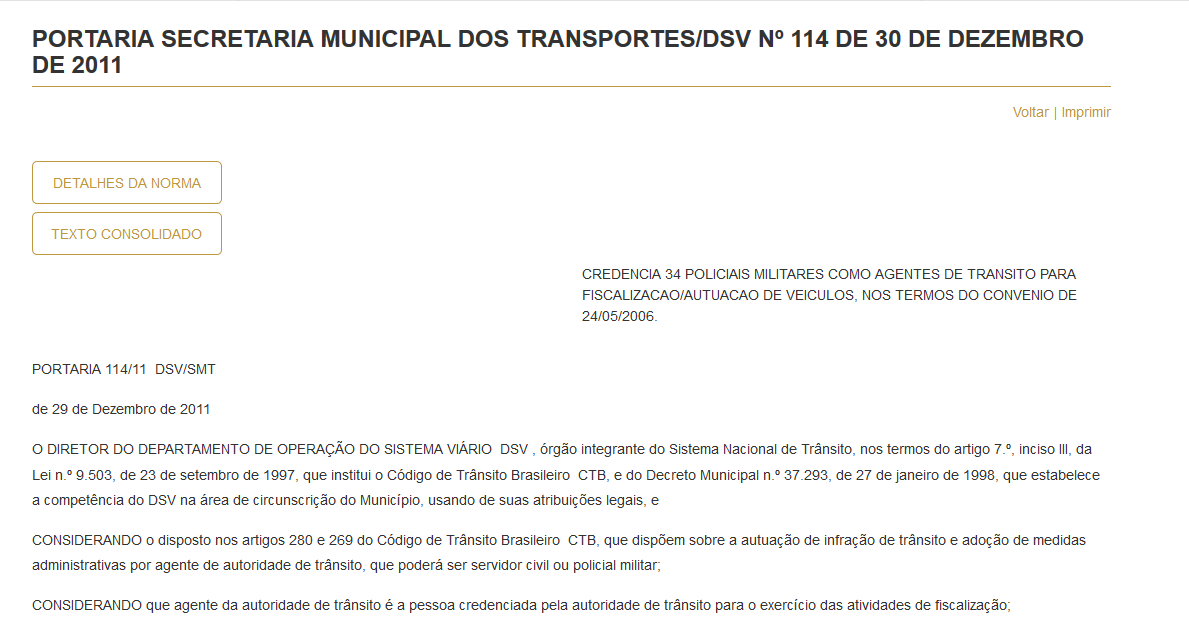 PORTARIA SECRETARIA MUNICIPAL DOS TRANSPORTES/DSV Nº 114 DE 30 DE DEZEMBRO
DE 2011
Voltar | Imprimir
DETALHES DA NORMA
TEXTO CONSOLIDADO
CREDENCIA 34 POLICIAIS MILITARES COMO AGENTES DE TRANSITO PARA
FISCALIZACAO/AUTUACAO DE VEICULOS, NOS TERMOS DO CONVENIO DE
24/05/2006.
PORTARIA 114/11  DSV/SMT
de 29 de Dezembro de 2011
O DIRETOR DO DEPARTAMENTO DE OPERAÇÃO DO SISTEMA VIÁRIO  DSV , órgão integrante do Sistema Nacional de Trânsito, nos termos do artigo 7.º, inciso III, da
Lei n.º 9.503, de 23 de setembro de 1997, que institui o Código de Trânsito Brasileiro  CTB, e do Decreto Municipal n.º 37.293, de 27 de janeiro de 1998, que estabelece
a competência do DSV na área de circunscrição do Município, usando de suas atribuições legais, e
CONSIDERANDO o disposto nos artigos 280 e 269 do Código de Trânsito Brasileiro  CTB, que dispõem sobre a autuação de infração de trânsito e adoção de medidas
administrativas por agente de autoridade de trânsito, que poderá ser servidor civil ou policial militar;
CONSIDERANDO que agente da autoridade de trânsito é a pessoa credenciada pela autoridade de trânsito para o exercício das atividades de fiscalização;